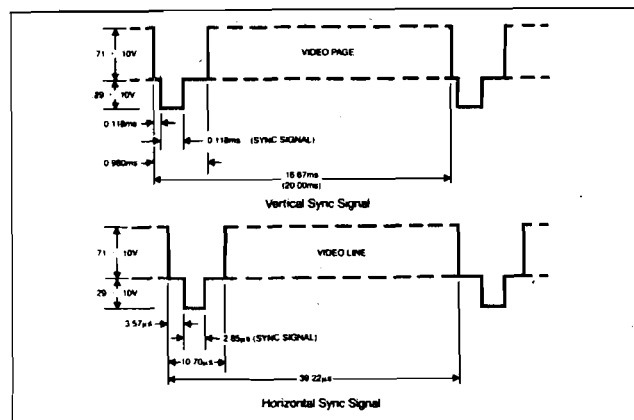 71 · 10V
VIDEO PAGE
29 · 10V
0 118ms
0 118ms (SYNC SIGNAL)
0 980ms
16 67ms
(20 00ms)
Vertical Sync Signal
71 · 10V
VIDEO LINE
29 · 10V
3 57µs
2 85µs (SYNC SIGNAL)
10 70µs
39 22µs
Horizontal Sync Signal